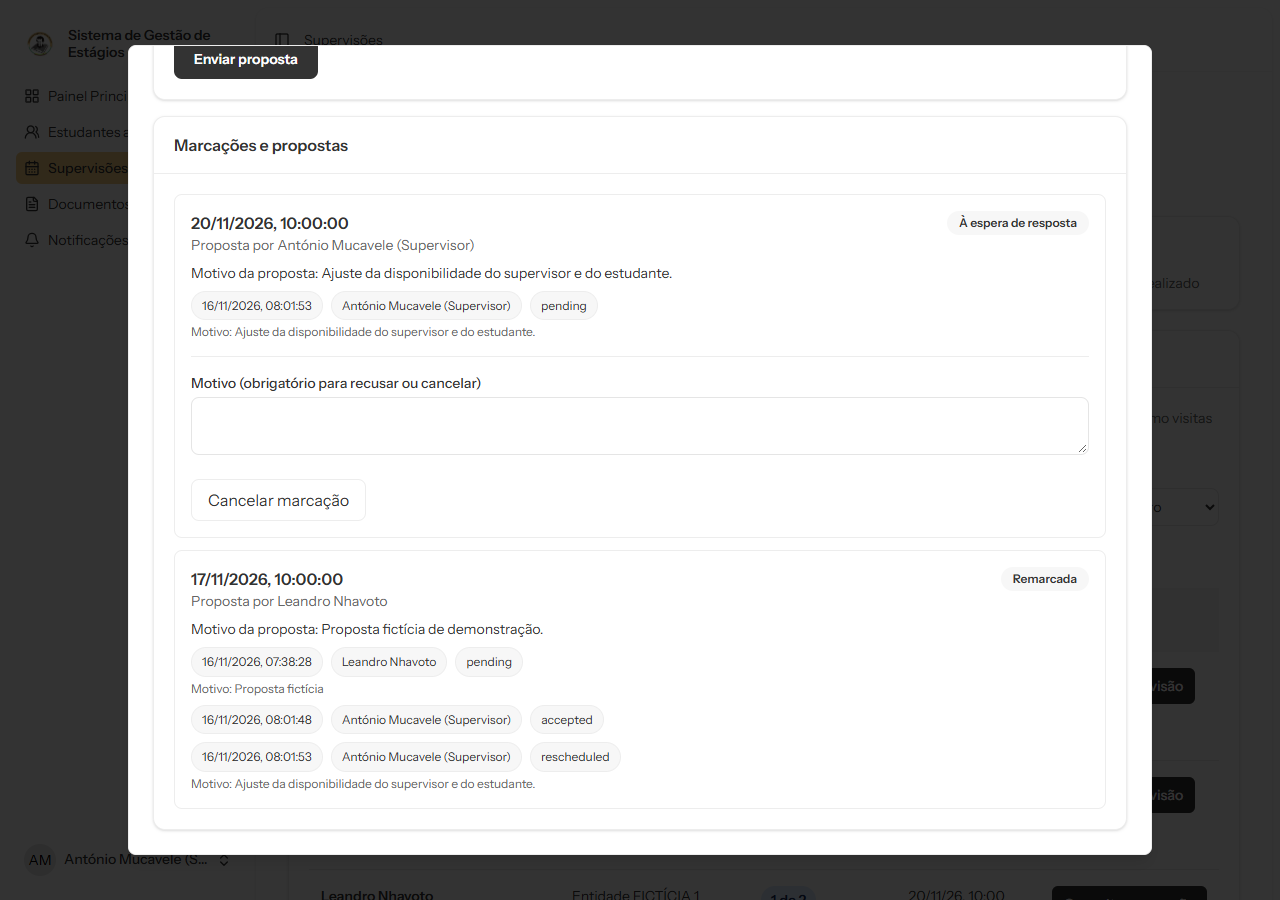 Sistema de Gestão de
Estágios
Supervisões
Painel Princi
Estudantes a
Supervisões
Documentos
Notificações
Enviar proposta
Marcações e propostas
20/11/2026, 10:00:00
À espera de resposta
Proposta por António Mucavele (Supervisor)
Motivo da proposta: Ajuste da disponibilidade do supervisor e do estudante.
16/11/2026, 08:01:53 António Mucavele (Supervisor) pending
Motivo: Ajuste da disponibilidade do supervisor e do estudante.
Motivo (obrigatório para recusar ou cancelar)
Cancelar marcação
17/11/2026, 10:00:00
Remarcada
Proposta por Leandro Nhavoto
Motivo da proposta: Proposta fictícia de demonstração.
16/11/2026, 07:38:28 Leandro Nhavoto pending
Motivo: Proposta fictícia
16/11/2026, 08:01:48 António Mucavele (Supervisor) accepted
16/11/2026, 08:01:53 António Mucavele (Supervisor) rescheduled
Motivo: Ajuste da disponibilidade do supervisor e do estudante.
ealizado
mo visitas
visão
visão
AM António Mucavele (S...
Leandro Nhavoto Entidade FICTÍCIA 1 1 de 2 20/11/26, 10:00